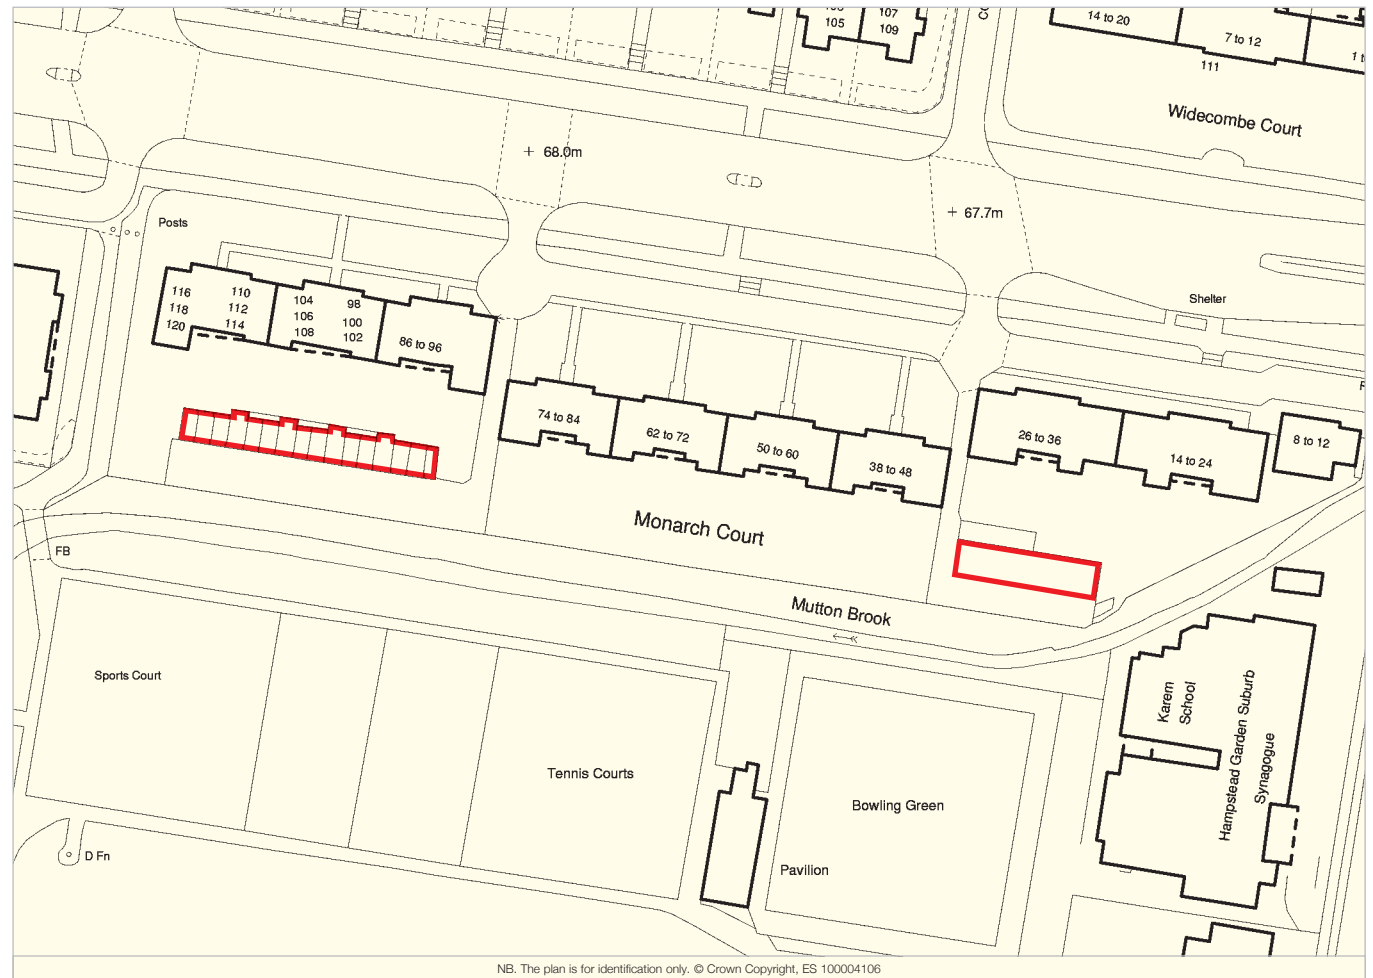 105
107
109
14 to 20
7 to 12
111
Widecombe Court
68.0m
67.7m
Posts
Shelter
116
118
120
110
112
114
104
106
108
98
100
102
86 to 96
74 to 84
62 to 72
50 to 60
38 to 48
26 to 36
14 to 24
8 to 12
Monarch Court
FB
Mutton Brook
Sports Court
Tennis Courts
Bowling Green
Pavilion
D Fn
Karem
School
Hampstead Garden Suburb
Synagogue
NB. The plan is for identification only. © Crown Copyright, ES 100004106